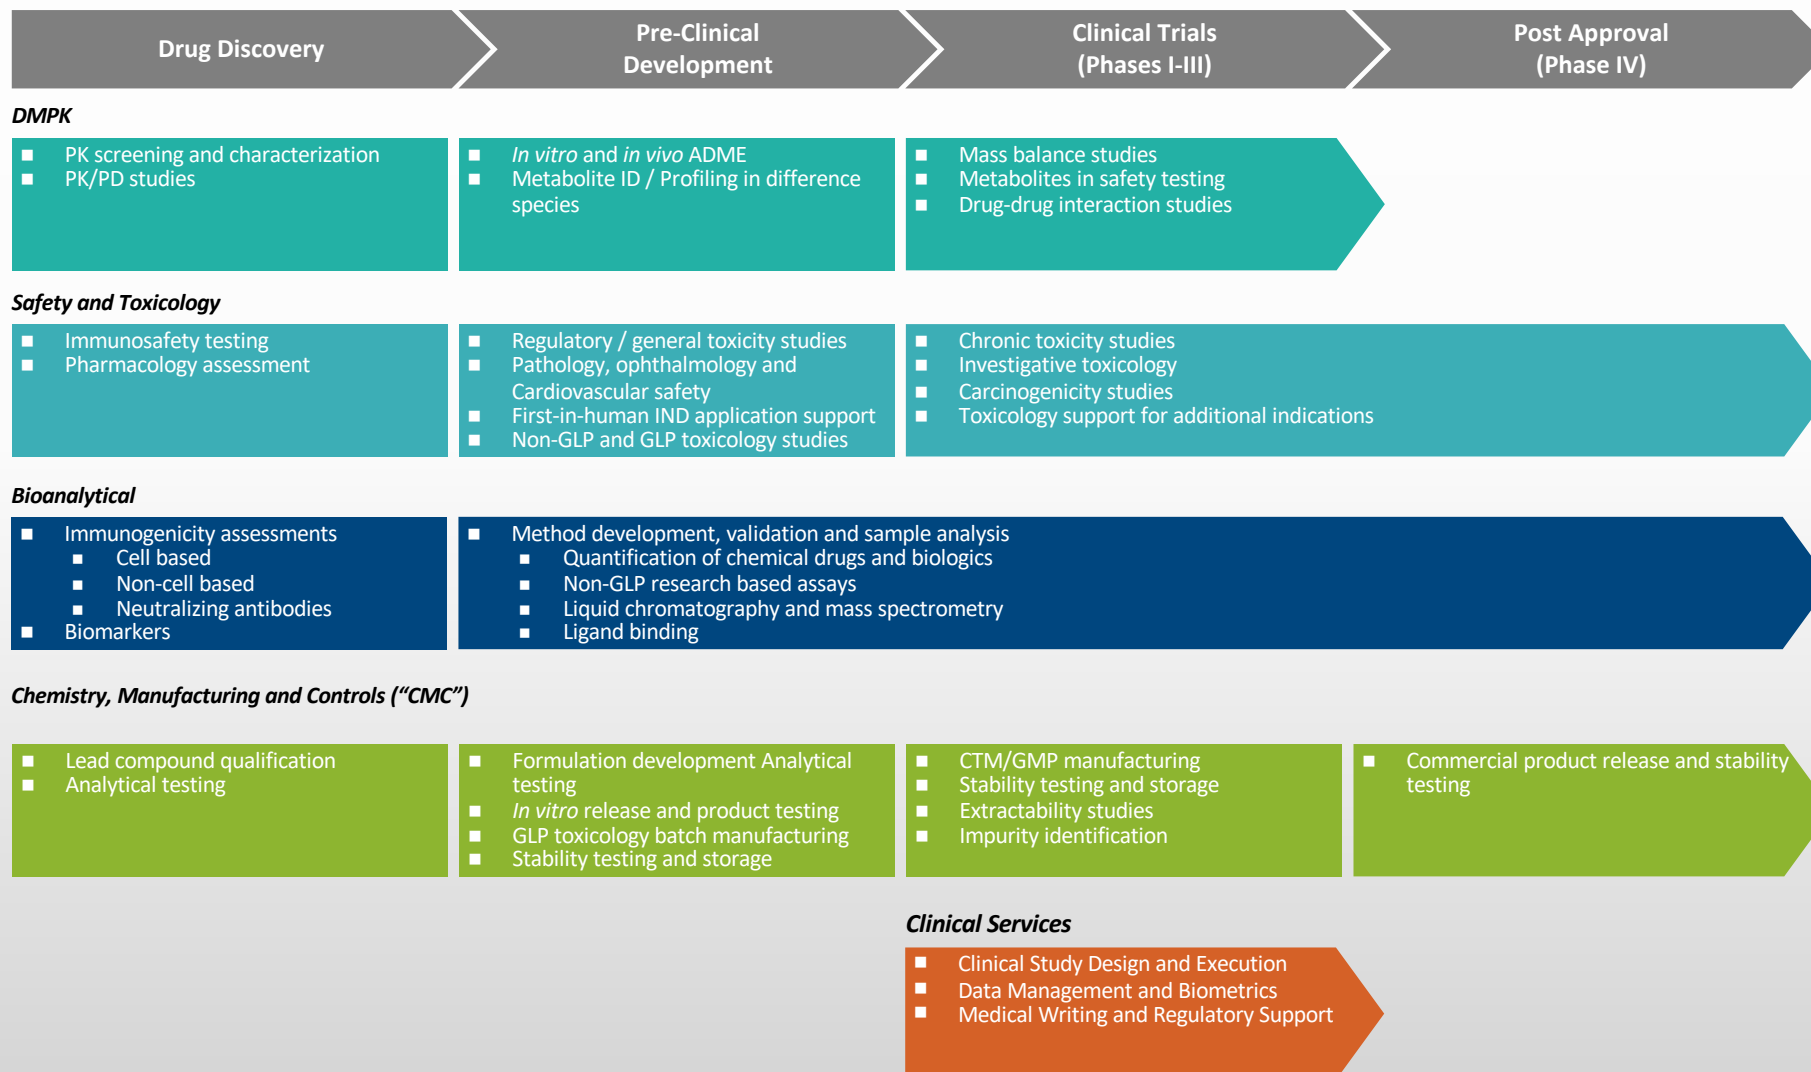 Drug Discovery
Pre-Clinical
Development
Clinical Trials
(Phases I-III)
Post Approval
(Phase IV)
DMPK
PK screening and characterization
PK/PD studies
In vitro and in vivo ADME
Metabolite ID / Profiling in difference
species
Mass balance studies
Metabolites in safety testing
Drug-drug interaction studies
Safety and Toxicology
Immunosafety testing
Pharmacology assessment
Regulatory / general toxicity studies
Pathology, ophthalmology and
Cardiovascular safety
First-in-human IND application support
Non-GLP and GLP toxicology studies
Chronic toxicity studies
Investigative toxicology
Carcinogenicity studies
Toxicology support for additional indications
Bioanalytical
Immunogenicity assessments
Cell based
Non-cell based
Neutralizing antibodies
Biomarkers
Method development, validation and sample analysis
Quantification of chemical drugs and biologics
Non-GLP research based assays
Liquid chromatography and mass spectrometry
Ligand binding
Chemistry, Manufacturing and Controls (“CMC”)
Lead compound qualification
Analytical testing
Formulation development Analytical
testing
In vitro release and product testing
GLP toxicology batch manufacturing
Stability testing and storage
CTM/GMP manufacturing
Stability testing and storage
Extractability studies
Impurity identification
Commercial product release and stability
testing
Clinical Services
Clinical Study Design and Execution
Data Management and Biometrics
Medical Writing and Regulatory Support